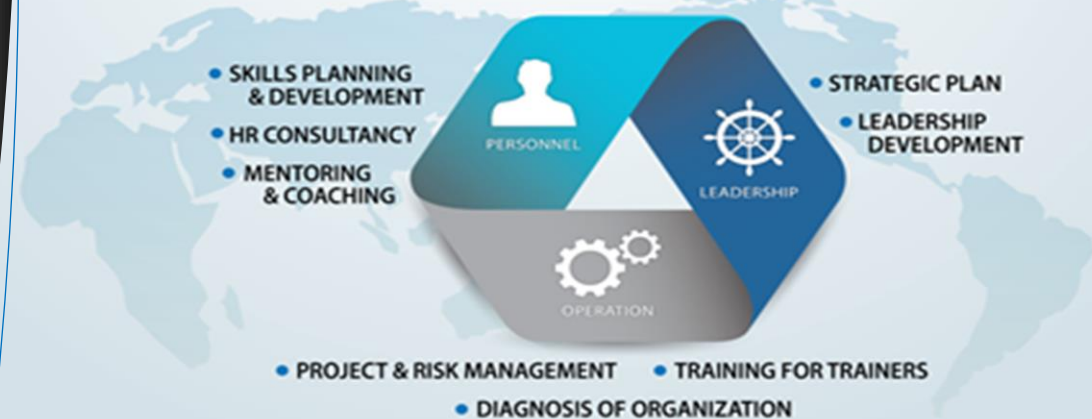 • SKILLS PLANNING
& DEVELOPMENT
• HR CONSULTANCY
• MENTORING
& COACHING
PERSONNEL
LEADERSHIP
OPERATION
• STRATEGIC PLAN
• LEADERSHIP
DEVELOPMENT
• PROJECT & RISK MANAGEMENT
• TRAINING FOR TRAINERS
• DIAGNOSIS OF ORGANIZATION